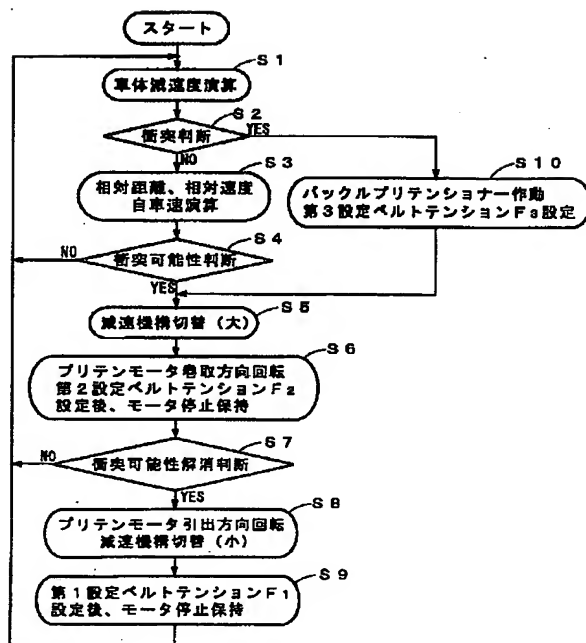 スタート
S1
車体減速度演算
S2
衝突判断
YES
NO
S3
相対距離、相対速度
自車速演算
S10
バックルプリテンショナー作動
第3設定ベルトテンションF3設定
S4
NO
衝突可能性判断
YES
S5
減速機構切替(大)
S6
プリテンモータ巻取方向回転
第2設定ベルトテンションF2
設定後、モータ停止保持
S7
NO
衝突可能性解消判断
YES
S8
プリテンモータ引出方向回転
減速機構切替(小)
S9
第1設定ベルトテンションF1
設定後、モータ停止保持